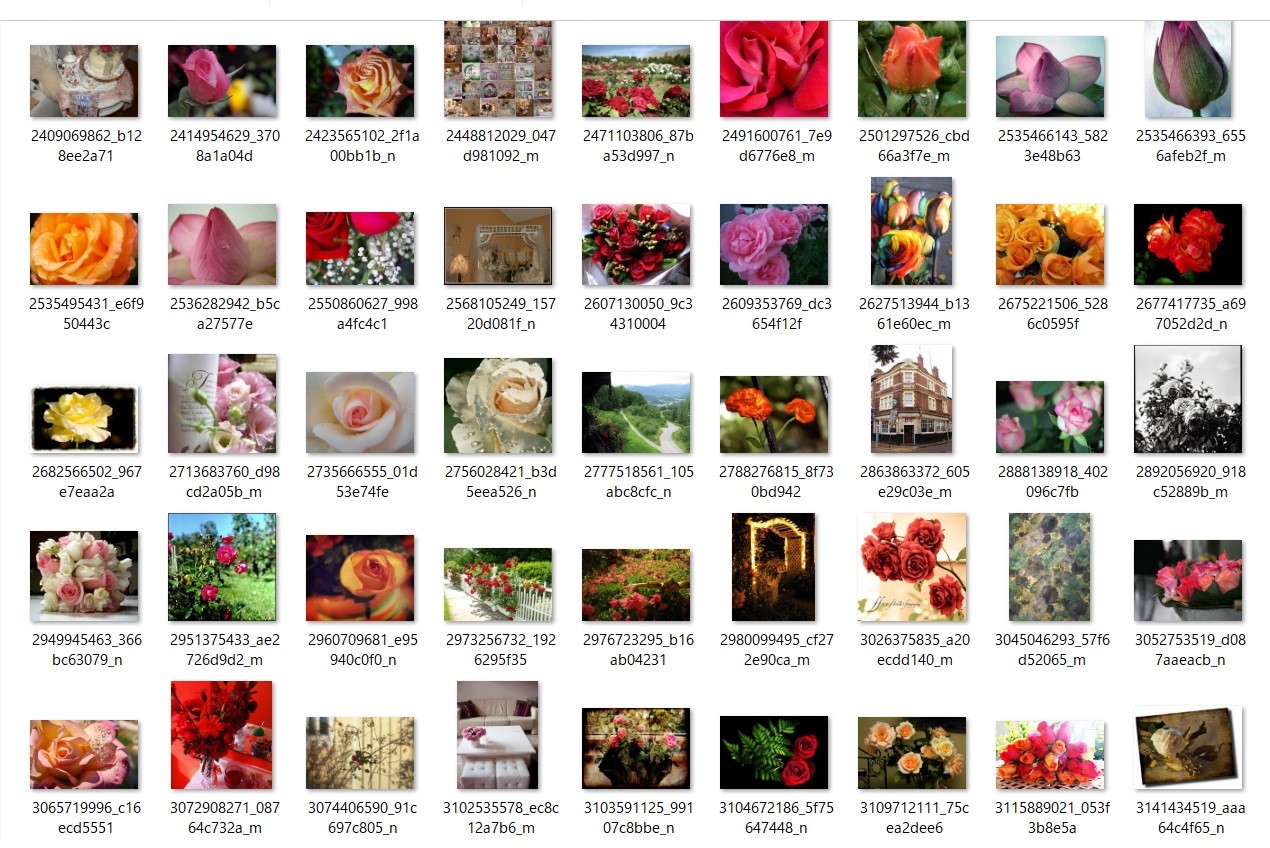 2409069862_b12
8ee2a71
2414954629_370
8a1a04d
2423565102_2f1a
00bb1b_n
2448812029_047
d981092_m
2471103806_87b
a53d997_n
2491600761_7e9
d6776e8_m
2501297526_cbd
66a3f7e_m
2535466143_582
3e48b63
2535466393_655
6afeb2f_m
2535495431_e6f9
50443c
2536282942_b5c
a27577e
2550860627_998
a4fc4c1
2568105249_157
20d081f_n
2607130050_9c3
4310004
2609353769_dc3
654f12f
2627513944_b13
61e60ec_m
2675221506_528
6c0595f
2677417735_a69
7052d2d_n
2682566502_967
e7eaa2a
2713683760_d98
cd2a05b_m
2735666555_01d
53e74fe
2756028421_b3d
5eea526_n
2777518561_105
abc8cfc_n
2788276815_8f73
0bd942
2863863372_605
e29c03e_m
2888138918_402
096c7fb
2892056920_918
c52889b_m
2949945463_366
bc63079_n
2951375433_ae2
726d9d2_m
2960709681_e95
940c0f0_n
2973256732_192
6295f35
2976723295_b16
ab04231
2980099495_cf27
2e90ca_m
3026375835_a20
ecdd140_m
3045046293_57f6
d52065_m
3052753519_d08
7aaeacb_n
3065719996_c16
ecd5551
3072908271_087
64c732a_m
3074406590_91c
697c805_n
3102535578_ec8c
12a7b6_m
3103591125_991
07c8bbe_n
3104672186_5f75
647448_n
3109712111_75c
ea2dee6
3115889021_053f
3b8e5a
3141434519_aaa
64c4f65_n